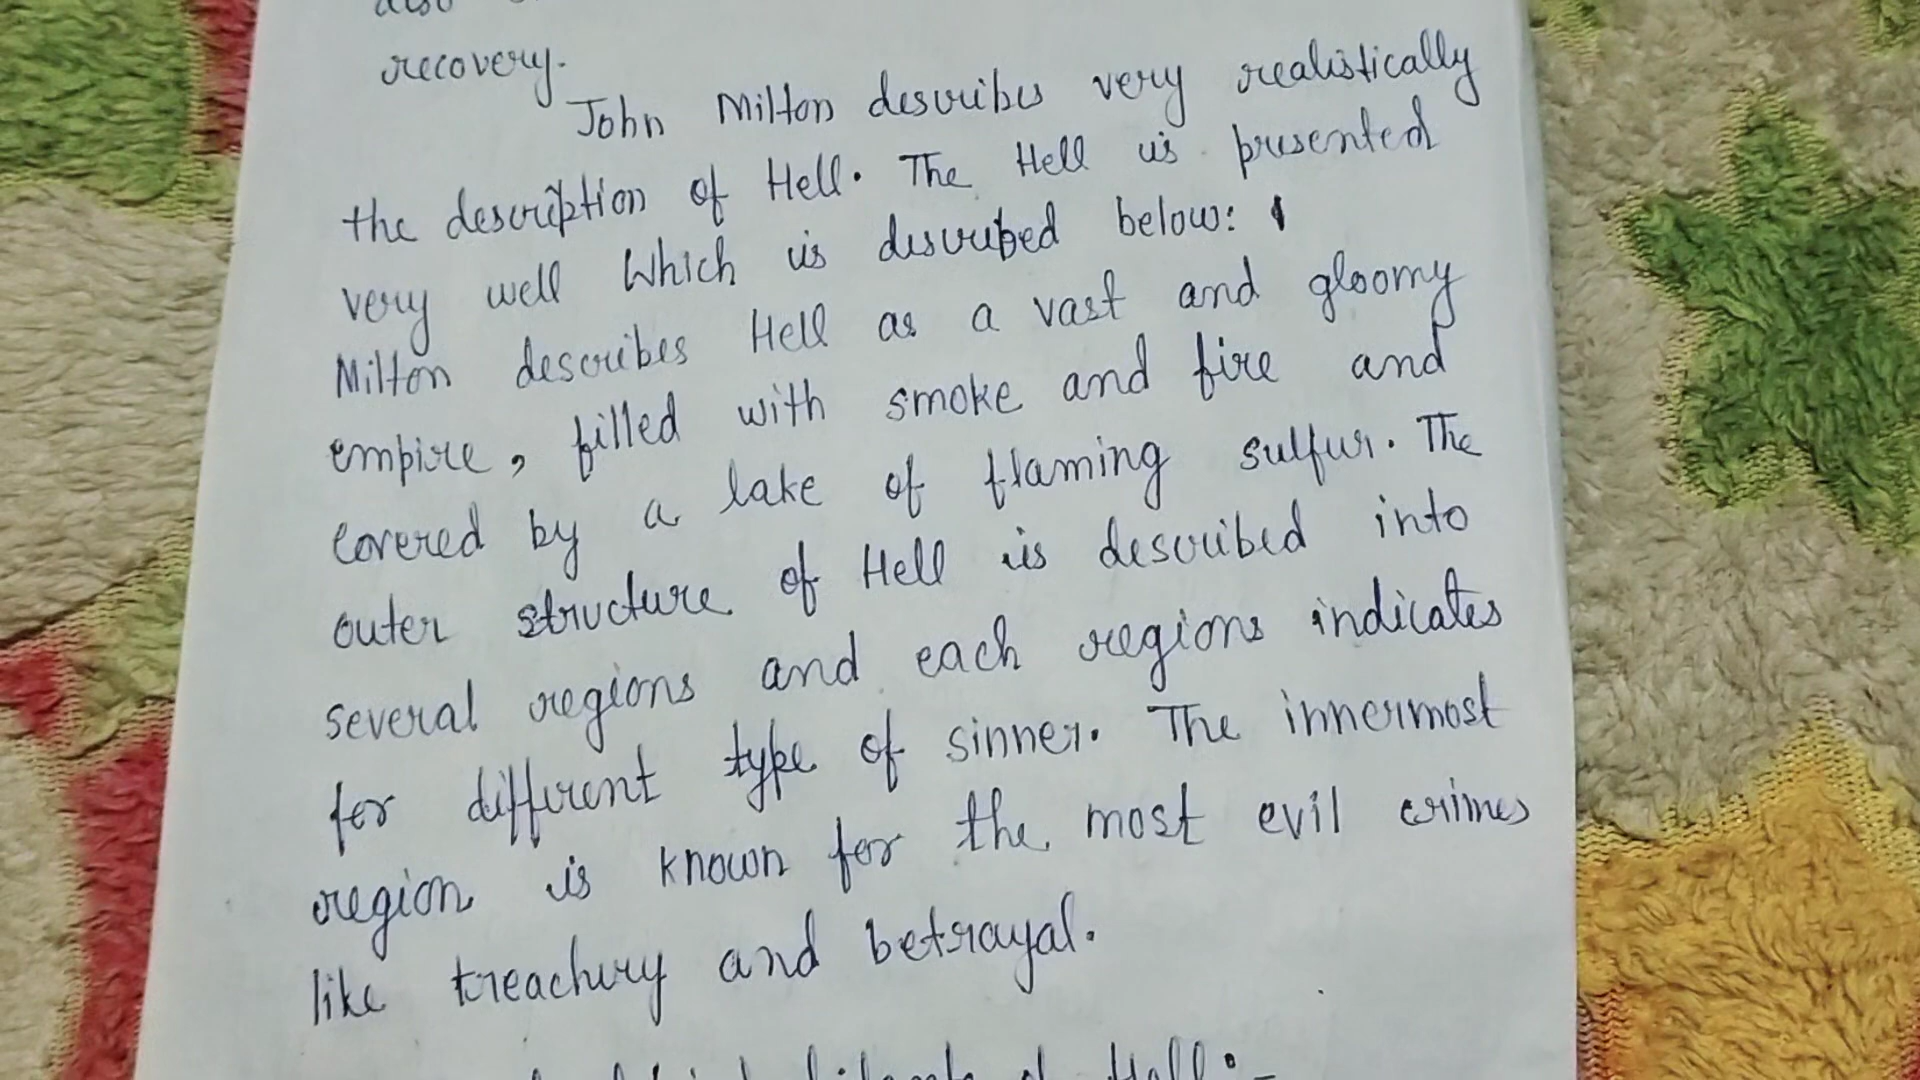 also
recovery.
John Milton describes very realistically
the description of Hell. The Hell is presented
very well which is described below:
Milton describes Hell as a vast and gloomy
empire, filled with smoke and fire and
covered by a lake of flaming sulfur. The
outer structure of Hell is described into
several regions and each regions indicates
for different type of sinner. The innermost
region is known for the most evil crimes
like treachery and betrayal.
of Hell:-